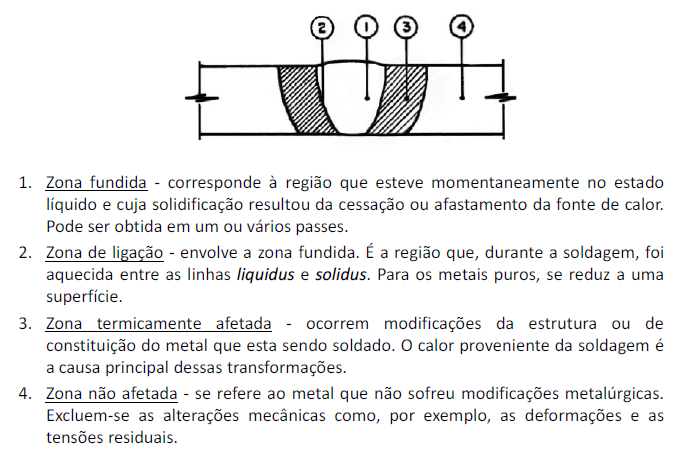 2 1 3 4
1. Zona fundida - corresponde à região que esteve momentaneamente no estado
líquido e cuja solidificação resultou da cessação ou afastamento da fonte de calor.
Pode ser obtida em um ou vários passes.
2. Zona de ligação - envolve a zona fundida. É a região que, durante a soldagem, foi
aquecida entre as linhas liquidus e solidus. Para os metais puros, se reduz a uma
superfície.
3. Zona termicamente afetada - ocorrem modificações da estrutura ou de
constituição do metal que esta sendo soldado. O calor proveniente da soldagem é
a causa principal dessas transformações.
4. Zona não afetada - se refere ao metal que não sofreu modificações metalúrgicas.
Excluem-se as alterações mecânicas como, por exemplo, as deformações e as
tensões residuais.